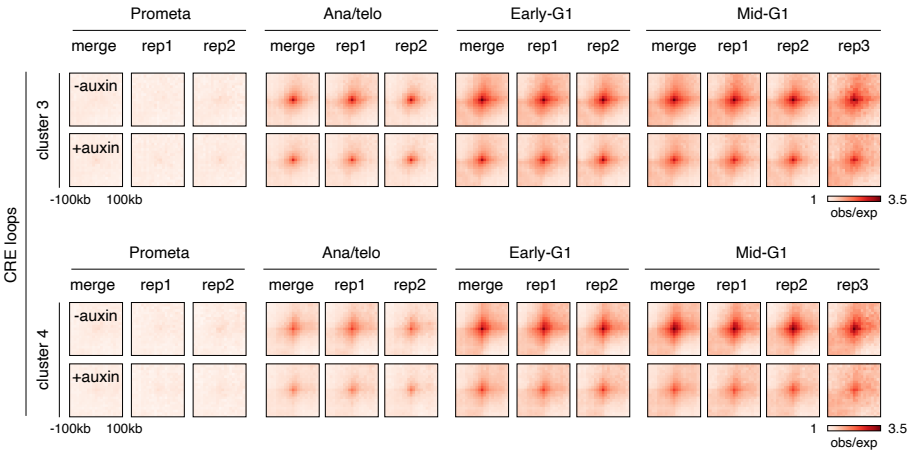 Prometa Ana/telo Early-G1 Mid-G1
merge rep1 rep2 merge rep1 rep2 merge rep1 rep2 merge rep1 rep2 rep3
CRE loops
cluster 3
-auxin
+auxin
-100kb 100kb
1 3.5
obs/exp
Prometa Ana/telo Early-G1 Mid-G1
merge rep1 rep2 merge rep1 rep2 merge rep1 rep2 merge rep1 rep2 rep3
cluster 4
-auxin
+auxin
-100kb 100kb
1 3.5
obs/exp